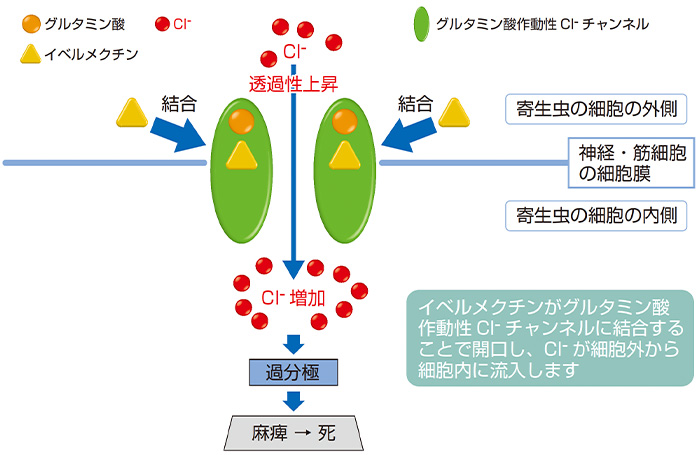 グルタミン酸
Cl⁻
イベルメクチン
グルタミン酸作動性Cl⁻チャンネル
Cl⁻
透過性上昇
結合
結合
寄生虫の細胞の外側
神経・筋細胞
の細胞膜
寄生虫の細胞の内側
Cl⁻増加
イベルメクチンがグルタミン酸
作動性Cl⁻チャンネルに結合する
ことで開口し、Cl⁻が細胞外から
細胞内に流入します
過分極
麻痺 → 死